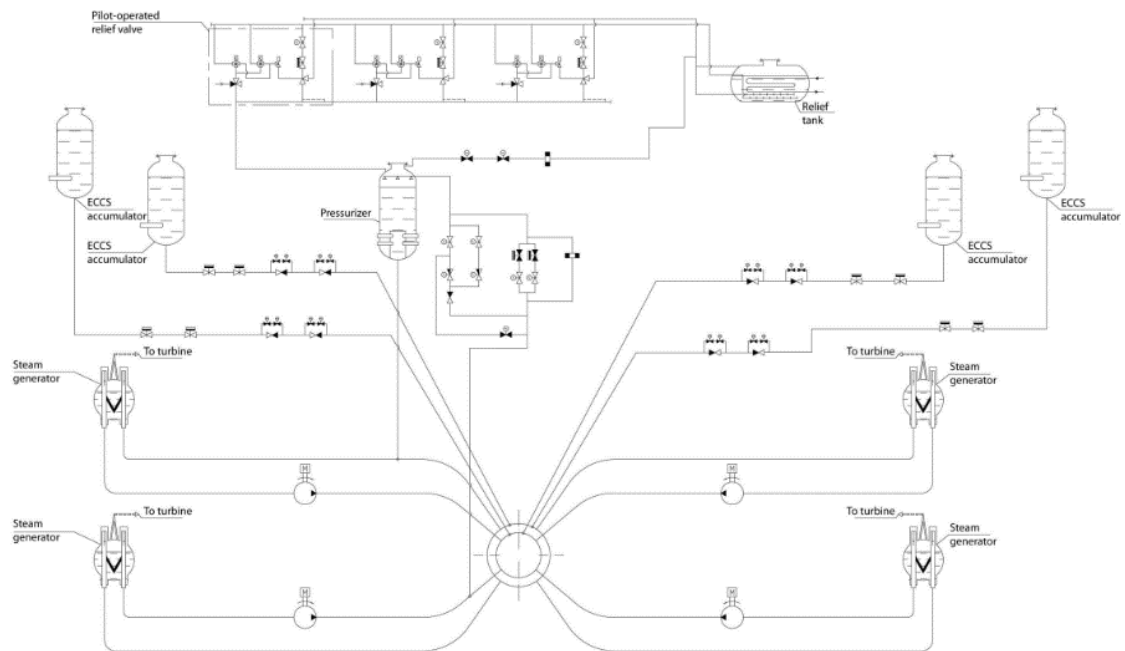 Pilot-operated
relief valve
Relief
tank
ECCS
accumulator
ECCS
accumulator
Pressurizer
ECCS
accumulator
ECCS
accumulator
To turbine
Steam
generator
To turbine
Steam
generator
M
M
To turbine
Steam
generator
To turbine
Steam
generator
M
M